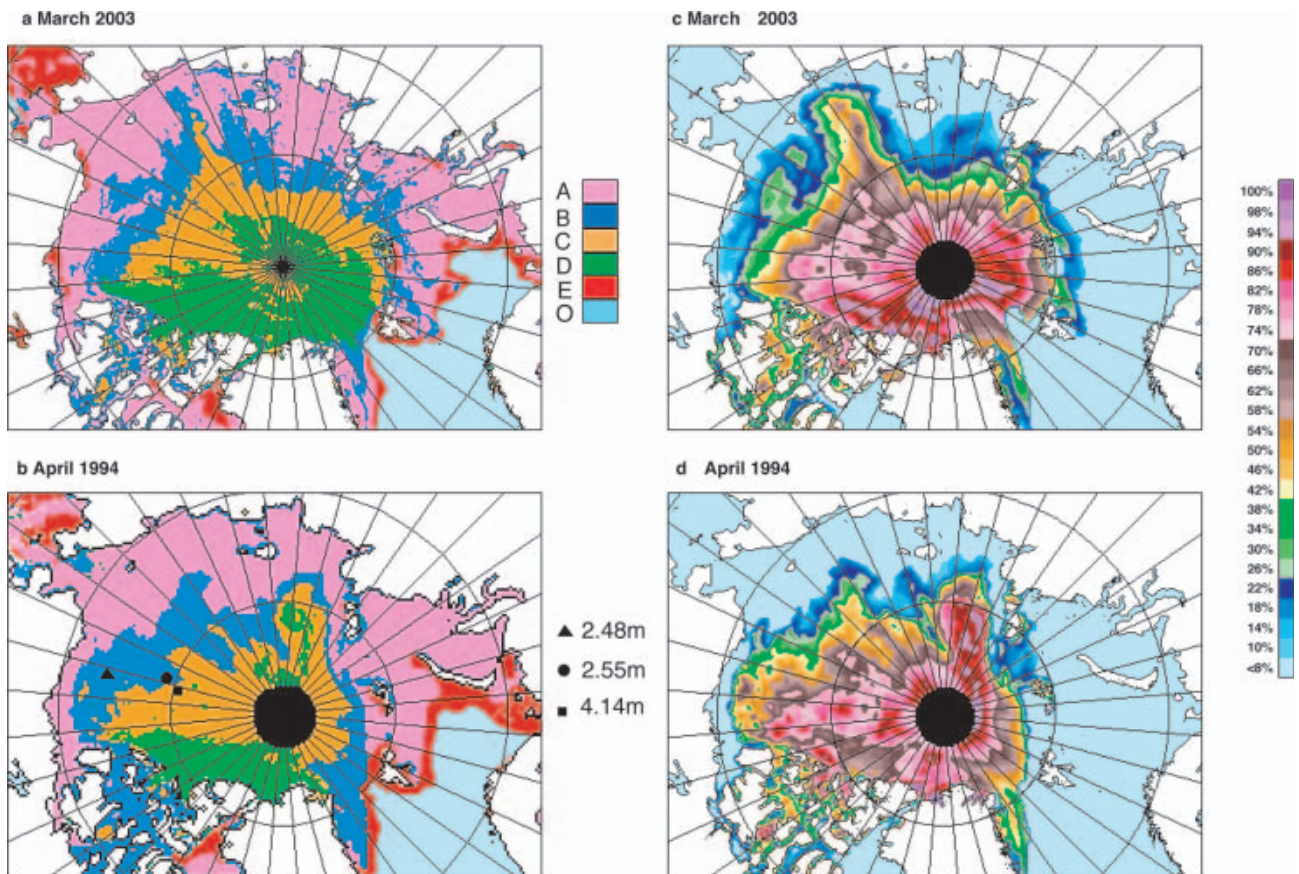 a March 2003
c March 2003
A
B
C
D
E
O
b April 1994
d April 1994
▲ 2.48m
● 2.55m
■ 4.14m
100%
98%
94%
90%
86%
82%
78%
74%
70%
66%
62%
58%
54%
50%
46%
42%
38%
34%
30%
26%
22%
18%
14%
10%
<8%